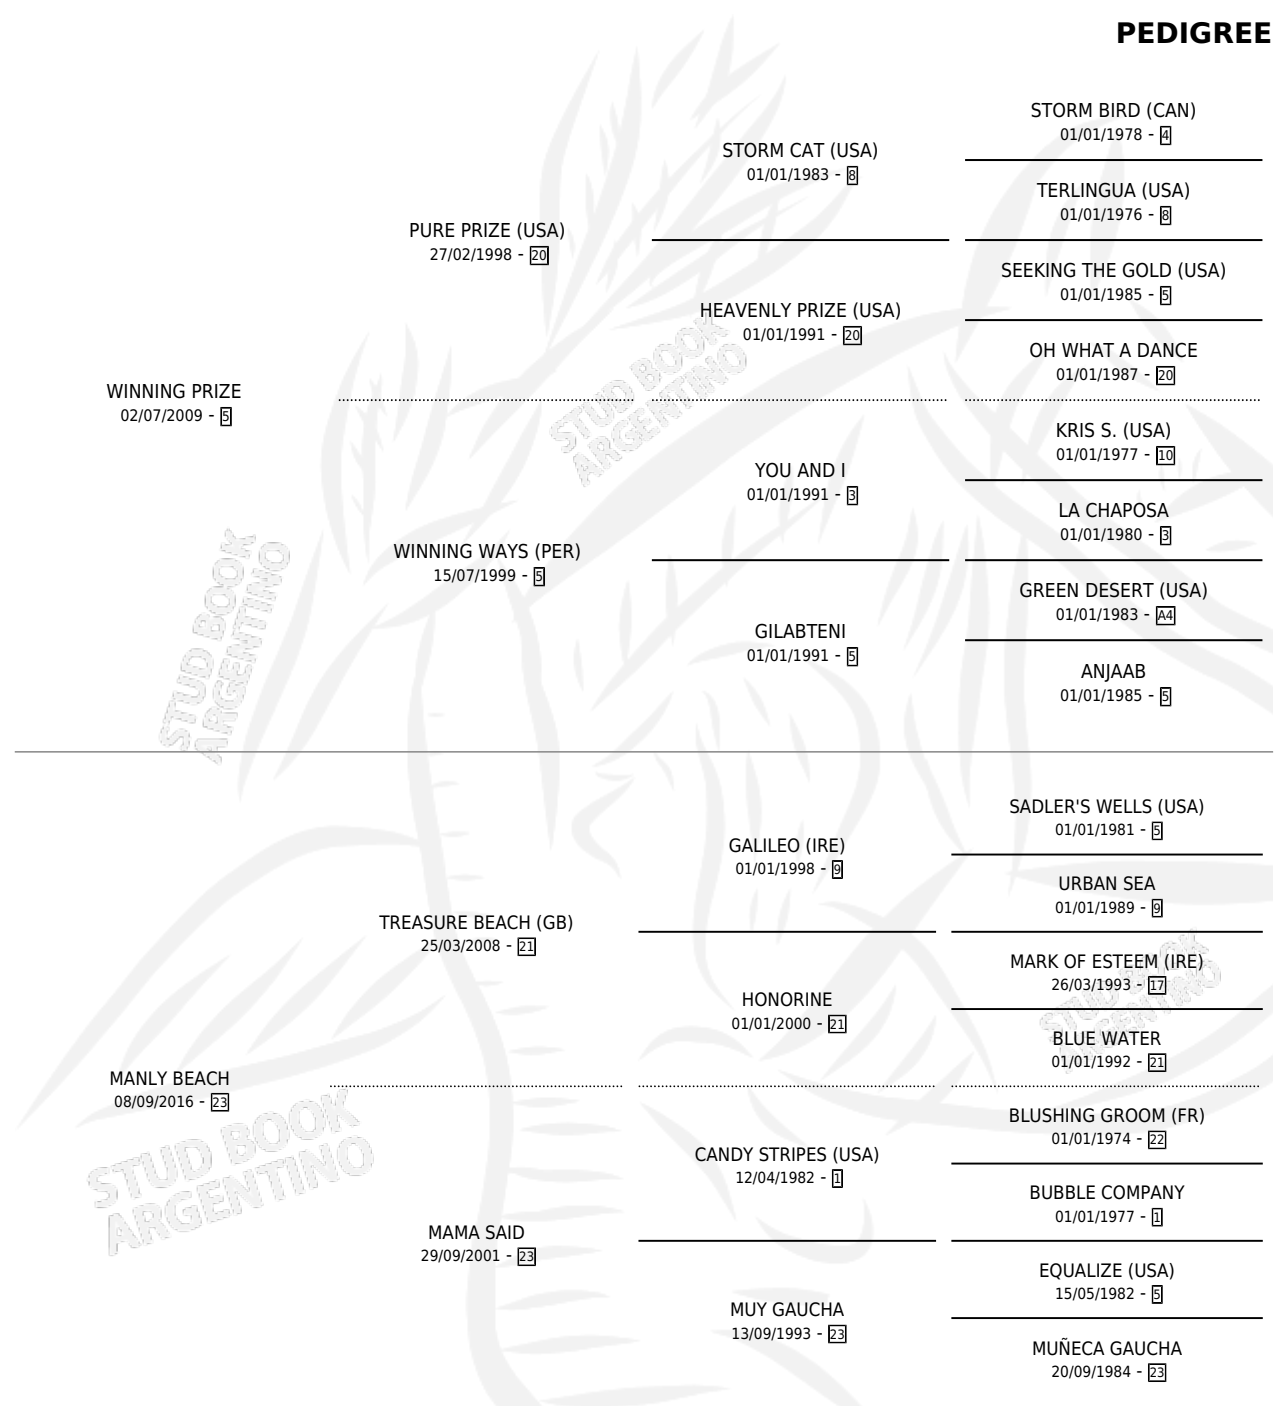 PEDIGREE
STORM BIRD (CAN)
01/01/1978 - 4
STORM CAT (USA)
01/01/1983 - 8
TERLINGUA (USA)
01/01/1976 - 8
PURE PRIZE (USA)
27/02/1998 - 20
SEEKING THE GOLD (USA)
01/01/1985 - 5
HEAVENLY PRIZE (USA)
01/01/1991 - 20
OH WHAT A DANCE
01/01/1987 - 20
WINNING PRIZE
02/07/2009 - 5
KRIS S. (USA)
01/01/1977 - 10
YOU AND I
01/01/1991 - 3
LA CHAPOSA
01/01/1980 - 3
WINNING WAYS (PER)
15/07/1999 - 5
GREEN DESERT (USA)
01/01/1983 - A4
GILABTENI
01/01/1991 - 5
ANJAAB
01/01/1985 - 5
SADLER'S WELLS (USA)
01/01/1981 - 5
GALILEO (IRE)
01/01/1998 - 9
URBAN SEA
01/01/1989 - 9
TREASURE BEACH (GB)
25/03/2008 - 21
MARK OF ESTEEM (IRE)
26/03/1993 - 17
HONORINE
01/01/2000 - 21
BLUE WATER
01/01/1992 - 21
MANLY BEACH
08/09/2016 - 23
BLUSHING GROOM (FR)
01/01/1974 - 22
CANDY STRIPES (USA)
12/04/1982 - 1
BUBBLE COMPANY
01/01/1977 - 1
MAMA SAID
29/09/2001 - 23
EQUALIZE (USA)
15/05/1982 - 5
MUY GAUCHA
13/09/1993 - 23
MUÑECA GAUCHA
20/09/1984 - 23
STUD BOOK
ARGENTINO
STUD BOOK
ARGENTINO
STUD BOOK
ARGENTINO
STUD BOOK
ARGENTINO